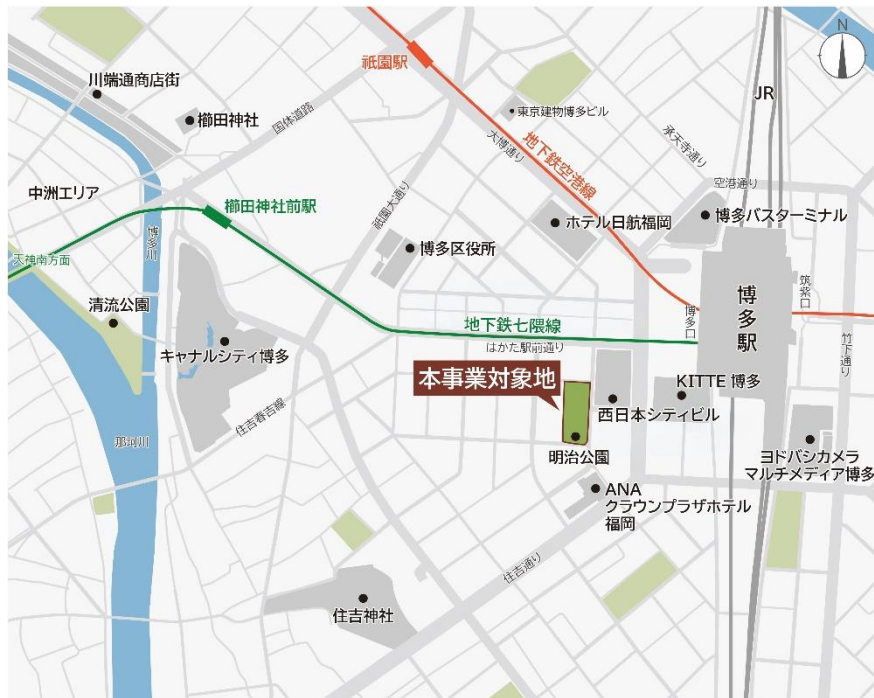 N
祇園駅
川端通商店街
JR
東京建物博多ビル
櫛田神社
国体道路
大博通り
地下鉄空港線
承天寺通り
空港通り
中洲エリア
櫛田神社前駅
祇園大通り
ホテル日航福岡
博多バスターミナル
博多川
博多区役所
天神南方面
筑紫口
清流公園
博多口
博多駅
地下鉄七隈線
はかた駅前通り
キャナルシティ博多
竹下通り
本事業対象地
KITTE 博多
西日本シティビル
住吉春吉線
那珂川
明治公園
ヨドバシカメラ
マルチメディア博多
ANA
クラウンプラザホテル
福岡
住吉通り
住吉神社